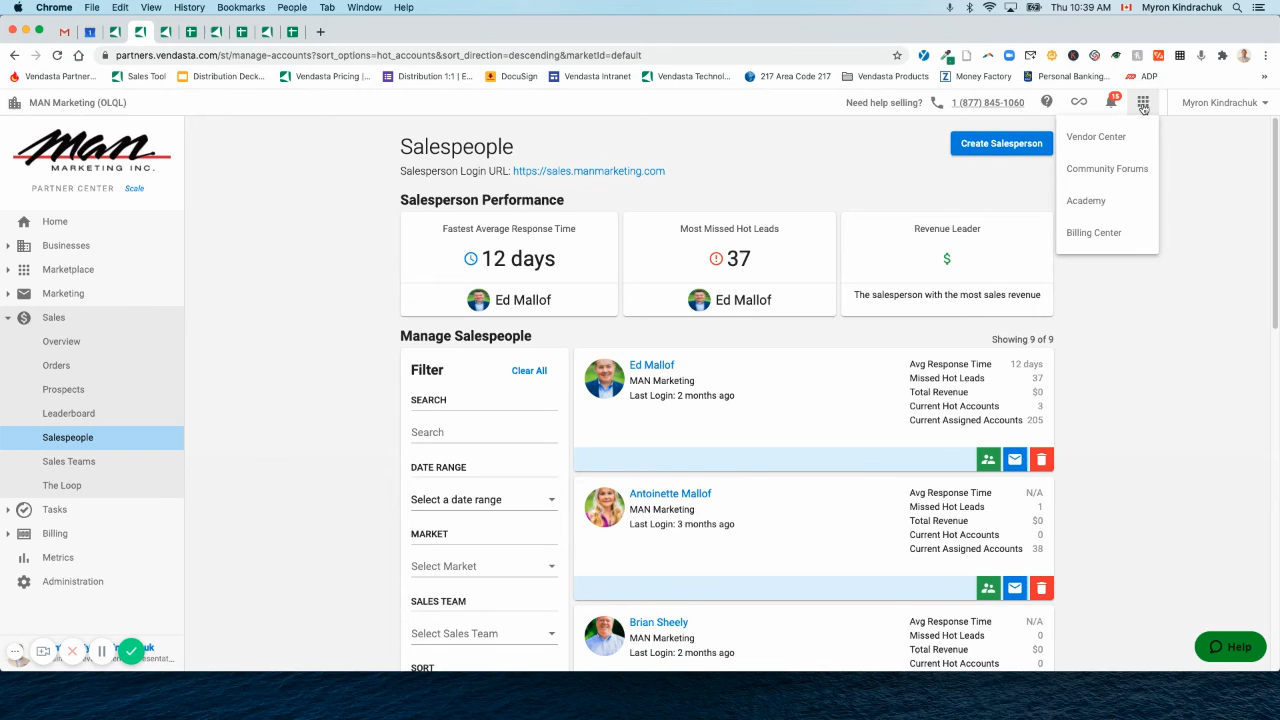 Chrome File Edit View History Bookmarks People Tab Window Help
Thu 10:39 AM Myron Kindrachuk
partners.vendasta.com/st/manage-accounts?sort_options=hot_accounts&sort_direction=descending&marketId=default
Vendasta Partner... Sales Tool Distribution Deck... Vendasta Pricing |... Distribution 1:1 | E... DocuSign Vendasta Intranet Vendasta Technol... 217 Area Code 217 Vendasta Products Money Factory Personal Banking... ADP »
MAN Marketing (OLQL)
Need help selling? 1 (877) 845-1060 15 Myron Kindrachuk
Man
MARKETING INC.
PARTNER CENTER Scale
Home
Businesses
Marketplace
Marketing
Sales
Overview
Orders
Prospects
Leaderboard
Salespeople
Sales Teams
The Loop
Tasks
Billing
Metrics
Administration
Salespeople
Create Salesperson
Salesperson Login URL: https://sales.manmarketing.com
Vendor Center
Community Forums
Academy
Billing Center
Salesperson Performance
Fastest Average Response Time
12 days
Ed Mallof
Most Missed Hot Leads
37
Ed Mallof
Revenue Leader
$
The salesperson with the most sales revenue
Manage Salespeople
Showing 9 of 9
Filter Clear All
SEARCH
Search
DATE RANGE
Select a date range
MARKET
Select Market
SALES TEAM
Select Sales Team
SORT
Ed Mallof
MAN Marketing
Last Login: 2 months ago
Avg Response Time 12 days
Missed Hot Leads 37
Total Revenue $0
Current Hot Accounts 3
Current Assigned Accounts 205
Antoinette Mallof
MAN Marketing
Last Login: 3 months ago
Avg Response Time N/A
Missed Hot Leads 1
Total Revenue $0
Current Hot Accounts 0
Current Assigned Accounts 38
Brian Sheely
MAN Marketing
Last Login: 2 months ago
Avg Response Time N/A
Missed Hot Leads 0
Total Revenue $0
Current Hot Accounts 0
Help